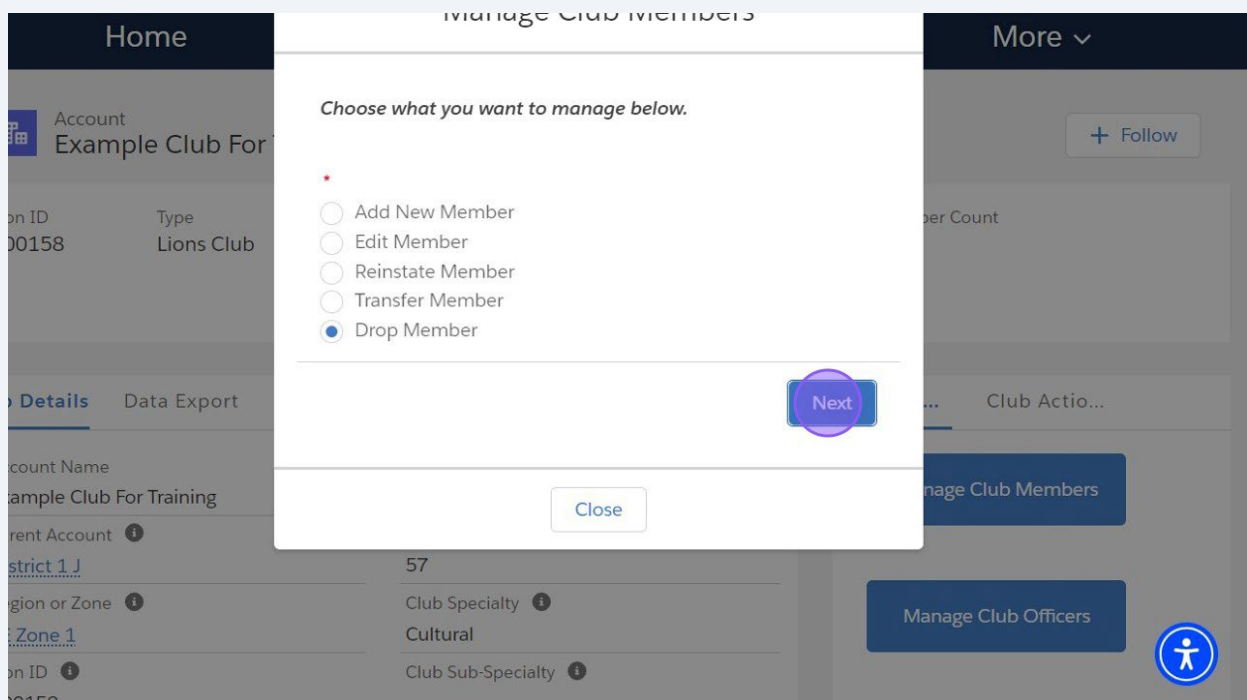 Manage Club Members
Home
More
Choose what you want to manage below.
*
Add New Member
Edit Member
Reinstate Member
Transfer Member
Drop Member
Next
Close
Account
Example Club For
+ Follow
on ID
00158
Type
Lions Club
ber Count
Details
Data Export
...
Club Actio...
ccount Name
xample Club For Training
rent Account
strict 1 J
57
egion or Zone
Zone 1
Club Specialty
Cultural
on ID
Club Sub-Specialty
nage Club Members
Manage Club Officers